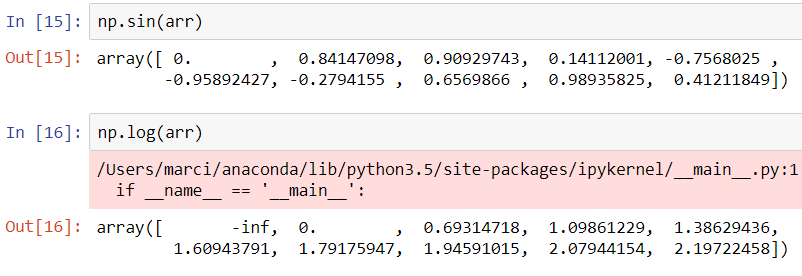 In [15]: np.sin(arr)
Out[15]: array([ 0.        ,  0.84147098,  0.90929743,  0.14112001, -0.7568025 ,
-0.95892427, -0.2794155 ,  0.6569866 ,  0.98935825,  0.41211849])
In [16]: np.log(arr)
/Users/marci/anaconda/lib/python3.5/site-packages/ipykernel/__main__.py:1
if __name__ == '__main__':
Out[16]: array([       -inf,  0.        ,  0.69314718,  1.09861229,  1.38629436,
1.60943791,  1.79175947,  1.94591015,  2.07944154,  2.19722458])